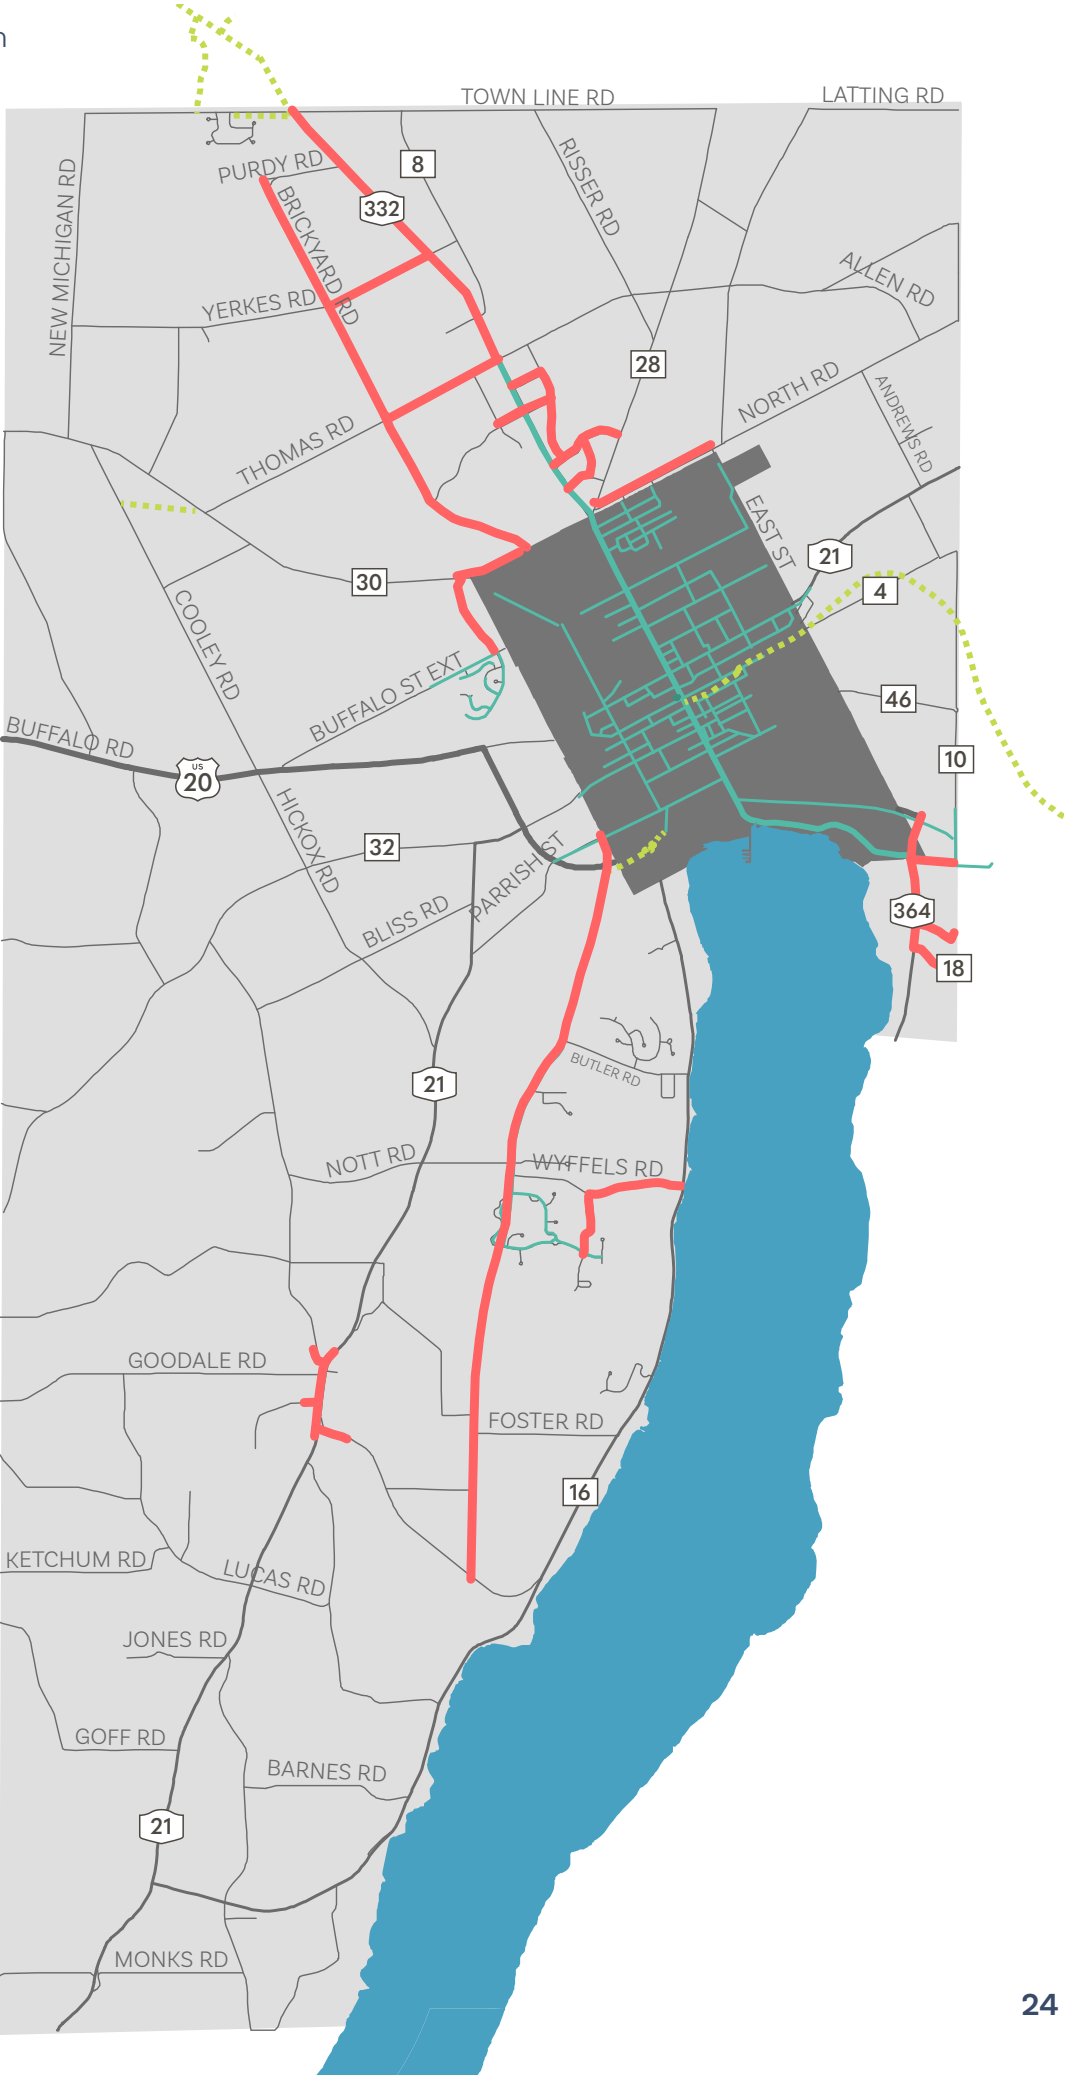 n
TOWN LINE RD
LATTING RD
PURDY RD
8
RISSER RD
NEW MICHIGAN RD
332
BRICKYARD RD
ALLEN RD
YERKES RD
28
NORTH RD
ANDREWS RD
THOMAS RD
EAST ST
21
30
4
COOLEY RD
BUFFALO ST EXT
46
BUFFALO RD
10
US
20
HICKOX RD
32
PARRISH ST
BLISS RD
364
18
BUTLER RD
21
NOTT RD
WYFFELS RD
GOODALE RD
FOSTER RD
16
KETCHUM RD
LUCAS RD
JONES RD
GOFF RD
BARNES RD
21
MONKS RD
24